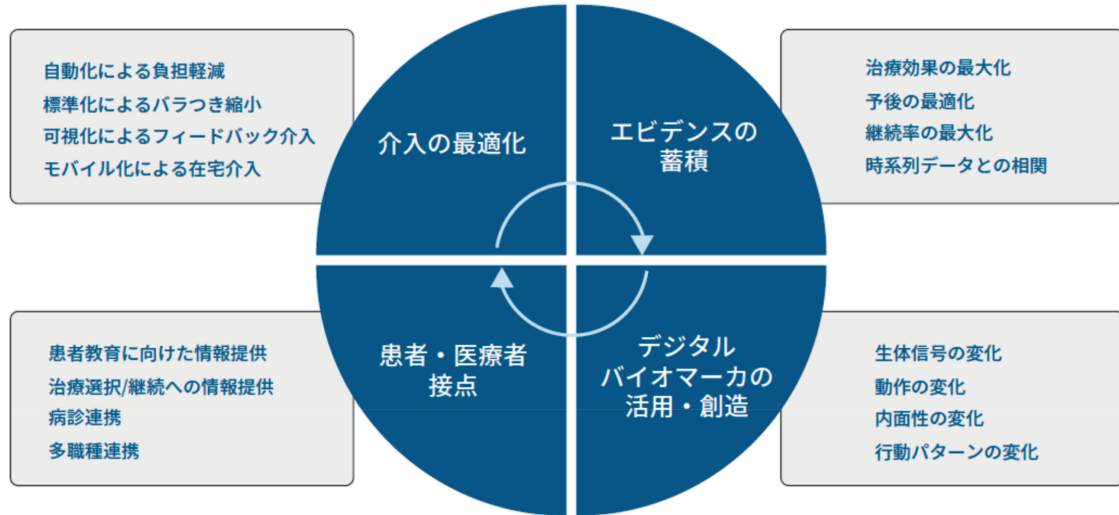 自動化による負担軽減
標準化によるバラつき縮小
可視化によるフィードバック介入
モバイル化による在宅介入
介入の最適化
エビデンスの
蓄積
治療効果の最大化
予後の最適化
継続率の最大化
時系列データとの相関
患者教育に向けた情報提供
治療選択/継続への情報提供
病診連携
多職種連携
患者・医療者
接点
デジタル
バイオマーカの
活用・創造
生体信号の変化
動作の変化
内面性の変化
行動パターンの変化